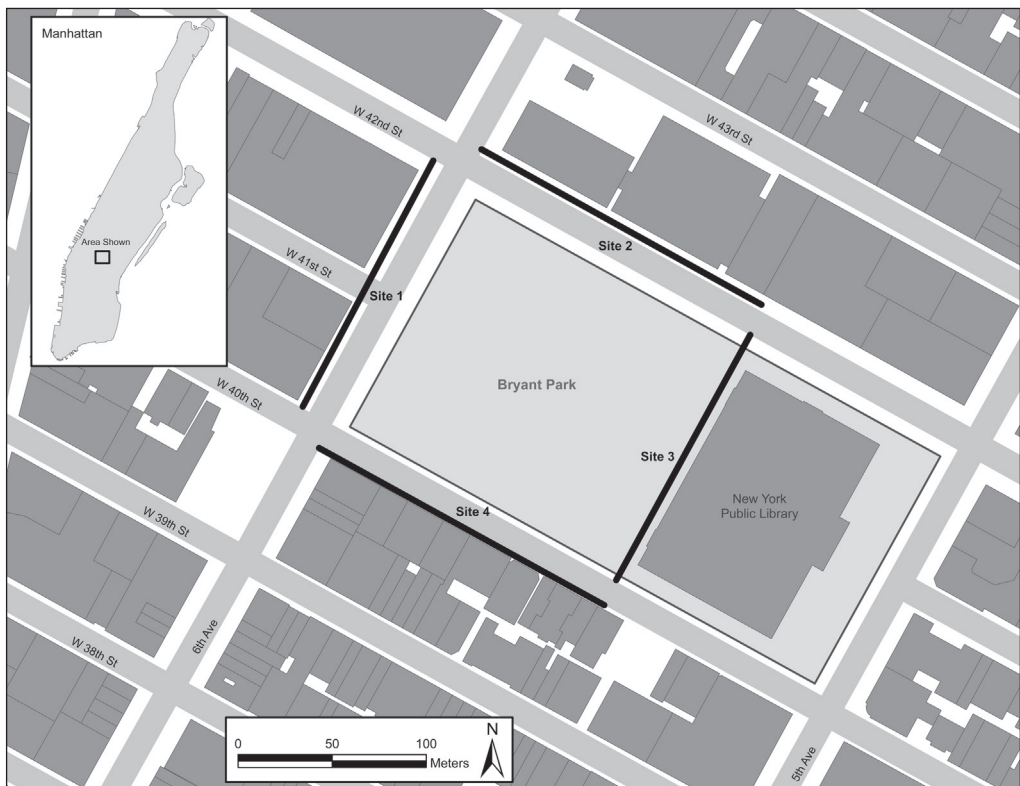 Manhattan
Area Shown
W 42nd St
W 43rd St
W 41st St
Site 2
Site 1
Bryant Park
W 40th St
Site 3
New York
Public Library
Site 4
W 39th St
6th Ave
W 38th St
5th Ave
0 50 100
Meters
N